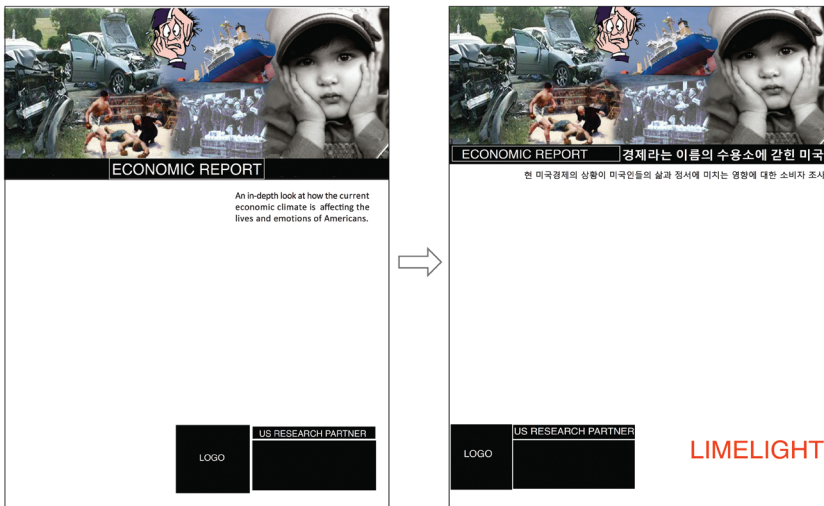 ECONOMIC REPORT
An in-depth look at how the current
economic climate is affecting the
lives and emotions of Americans.
LOGO
US RESEARCH PARTNER
ECONOMIC REPORT
경제라는 이름의 수용소에 갇힌 미국
현 미국경제의 상황이 미국인들의 삶과 정서에 미치는 영향에 대한 소비자 조사
LOGO
US RESEARCH PARTNER
LIMELIGHT